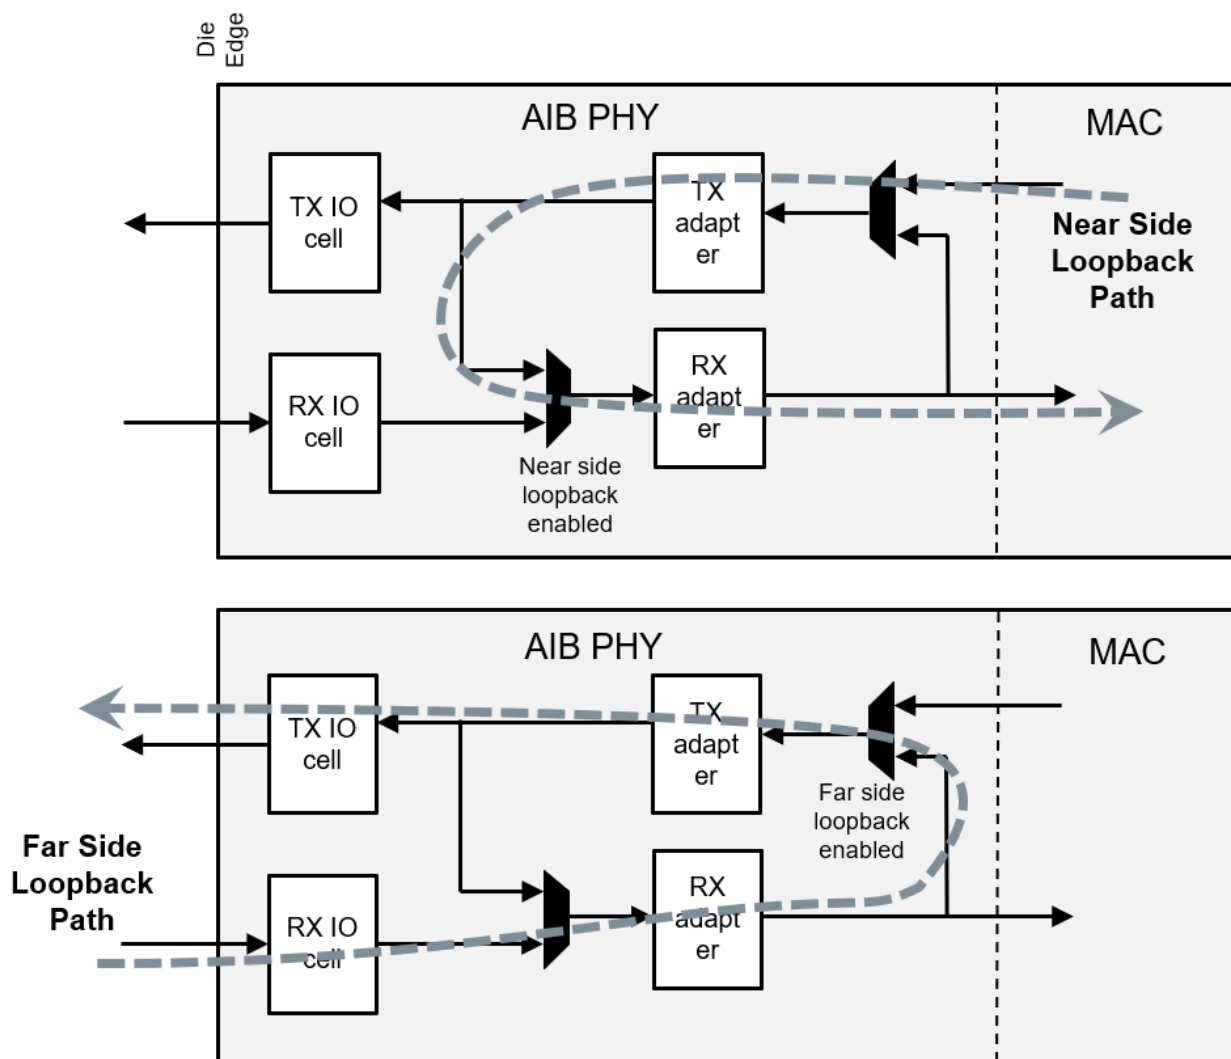 Die
Edge
AIB PHY
MAC
TX IO
cell
TX
adapt
er
Near Side
Loopback
Path
RX IO
cell
RX
adapt
er
Near side
loopback
enabled
AIB PHY
MAC
TX IO
cell
TX
adapt
er
Far side
loopback
enabled
Far Side
Loopback
Path
RX IO
cell
RX
adapt
er